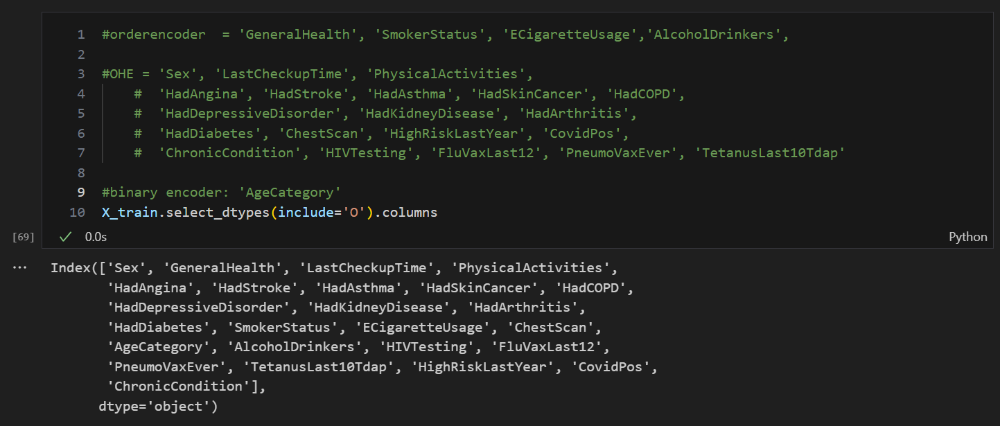 1 #orderencoder  = 'GeneralHealth', 'SmokerStatus', 'ECigaretteUsage','AlcoholDrinkers',
2
3 #OHE = 'Sex', 'LastCheckupTime', 'PhysicalActivities',
4     #  'HadAngina', 'HadStroke', 'HadAsthma', 'HadSkinCancer', 'HadCOPD',
5     #  'HadDepressiveDisorder', 'HadKidneyDisease', 'HadArthritis',
6     #  'HadDiabetes', 'ChestScan', 'HighRiskLastYear', 'CovidPos',
7     #  'ChronicCondition', 'HIVTesting', 'FluVaxLast12', 'PneumoVaxEver', 'TetanusLast10Tdap'
8
9 #binary encoder: 'AgeCategory'
10 X_train.select_dtypes(include='O').columns
[69] ✓ 0.0s Python
... Index(['Sex', 'GeneralHealth', 'LastCheckupTime', 'PhysicalActivities',
       'HadAngina', 'HadStroke', 'HadAsthma', 'HadSkinCancer', 'HadCOPD',
       'HadDepressiveDisorder', 'HadKidneyDisease', 'HadArthritis',
       'HadDiabetes', 'SmokerStatus', 'ECigaretteUsage', 'ChestScan',
       'AgeCategory', 'AlcoholDrinkers', 'HIVTesting', 'FluVaxLast12',
       'PneumoVaxEver', 'TetanusLast10Tdap', 'HighRiskLastYear', 'CovidPos',
       'ChronicCondition'],
      dtype='object')